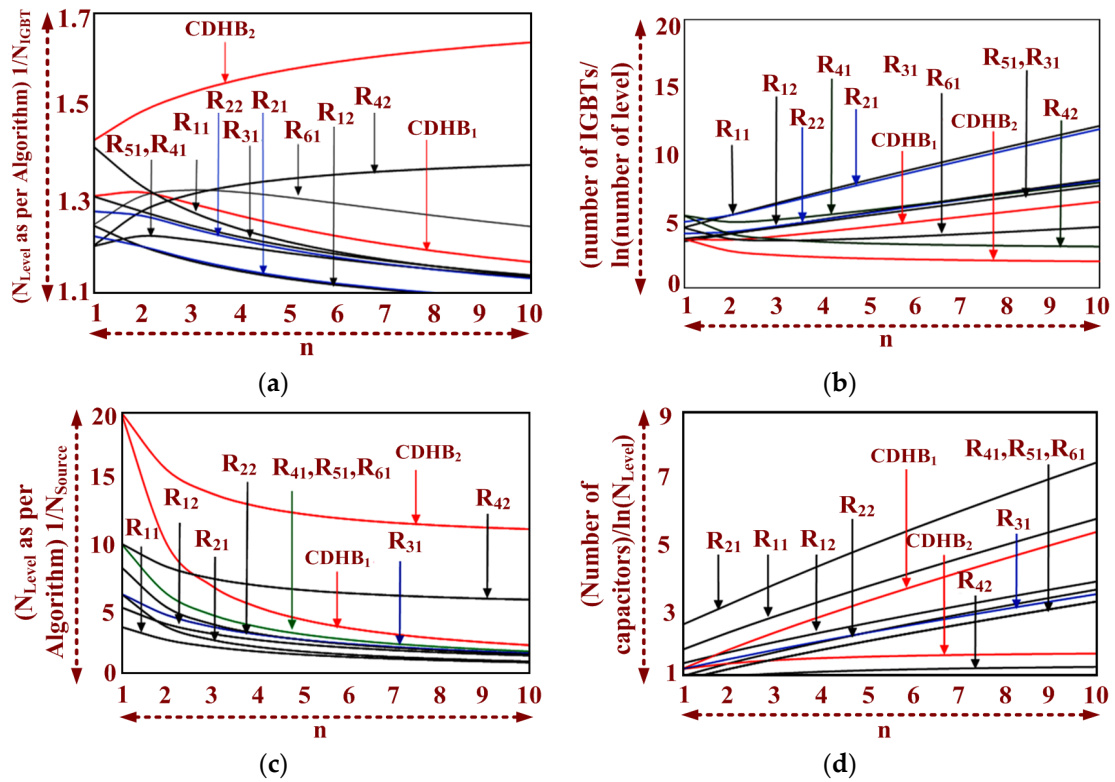 (N_Level as per Algorithm) 1/N_IGBT
1.7
1.5
1.3
1.1
CDHB₂
R₅₁,R₄₁
R₁₁
R₂₂
R₃₁
R₂₁
R₆₁
R₁₂
R₄₂
CDHB₁
1 2 3 4 5 6 7 8 9 10
n
(a)
(number of IGBTs/
ln(number of level)
20
15
10
5
0
R₁₁
R₁₂
R₂₂
R₄₁
R₂₁
R₃₁
CDHB₁
R₆₁
CDHB₂
R₅₁,R₃₁
R₄₂
1 2 3 4 5 6 7 8 9 10
n
(b)
(N_Level as per
Algorithm) 1/N_Source
20
15
10
5
0
R₁₁
R₁₂
R₂₁
R₂₂
R₄₁,R₅₁,R₆₁
CDHB₁
R₃₁
CDHB₂
R₄₂
1 2 3 4 5 6 7 8 9 10
n
(c)
(Number of
capacitors)/ln(N_Level)
9
7
5
3
1
R₂₁
R₁₁
R₁₂
R₂₂
CDHB₁
CDHB₂
R₄₂
R₄₁,R₅₁,R₆₁
R₃₁
1 2 3 4 5 6 7 8 9 10
n
(d)